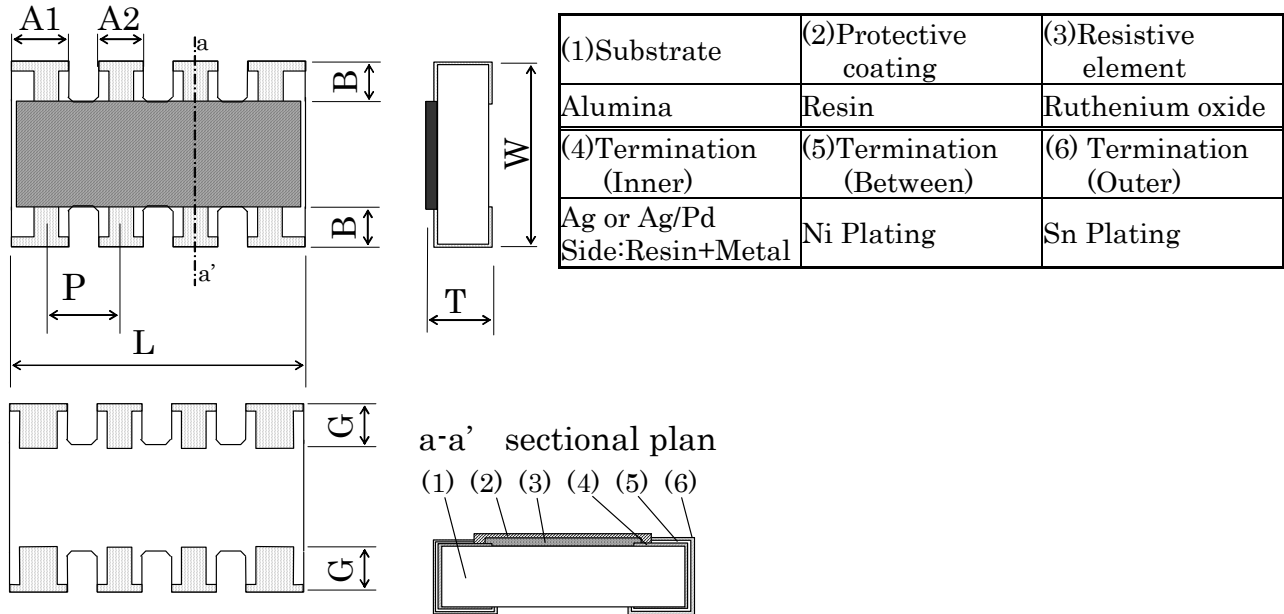 A1 A2
a
B
B
a'
P
L
W
T
(1)Substrate
(2)Protective
coating
(3)Resistive
element
Alumina
Resin
Ruthenium oxide
(4)Termination
(Inner)
(5)Termination
(Between)
(6) Termination
(Outer)
Ag or Ag/Pd
Side:Resin+Metal
Ni Plating
Sn Plating
G
G
a-a' sectional plan
(1) (2) (3) (4) (5) (6)